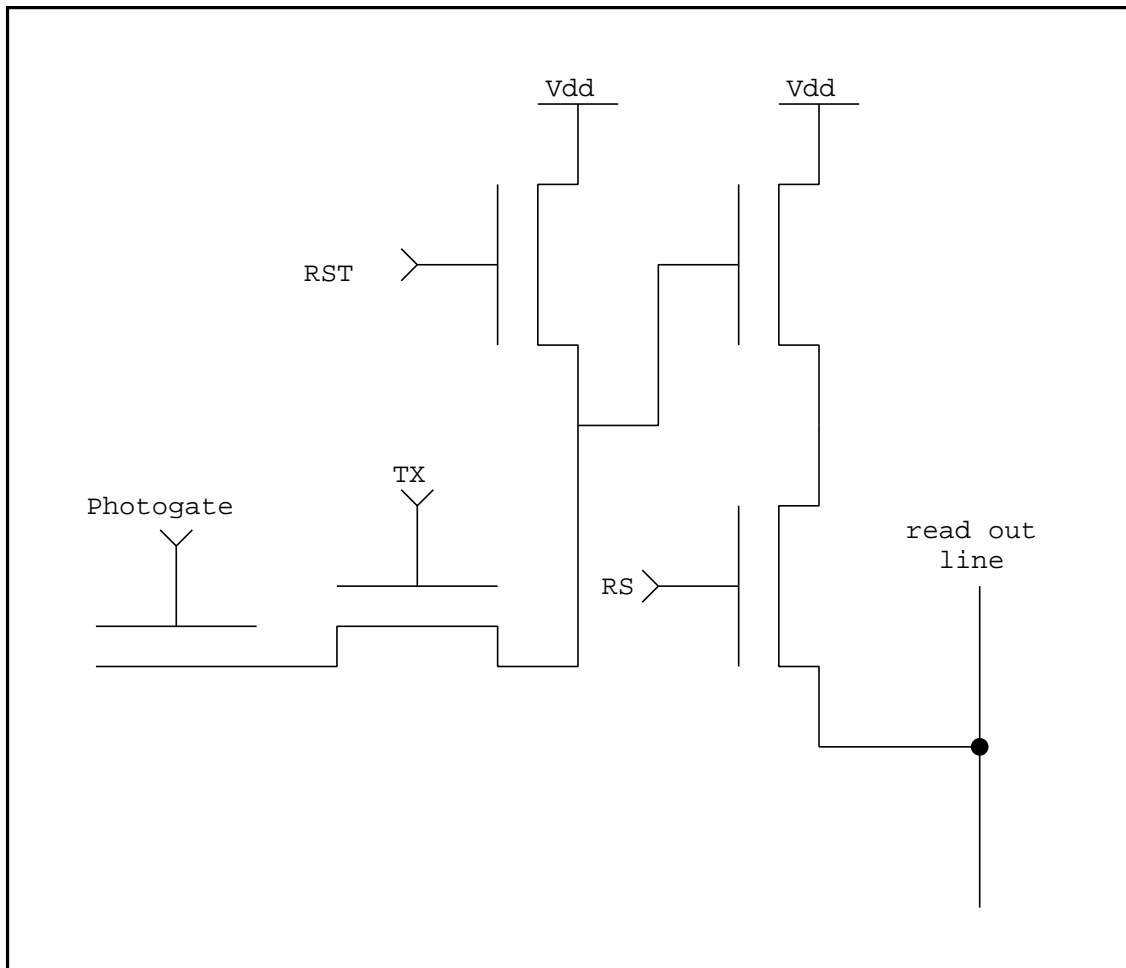 Vdd
Vdd
RST
TX
Photogate
read out
line
RS